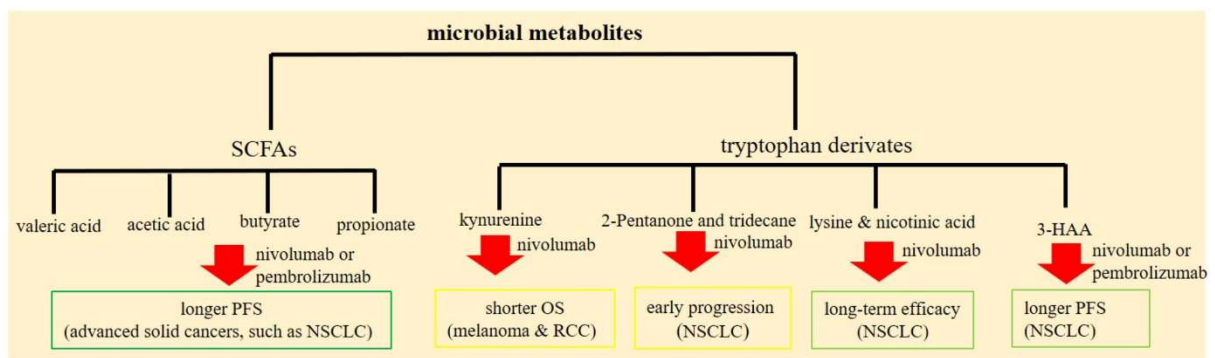 microbial metabolites
SCFAs
tryptophan derivates
valeric acid
acetic acid
butyrate
propionate
kynurenine
2-Pentanone and tridecane
lysine & nicotinic acid
3-HAA
nivolumab or
pembrolizumab
nivolumab
nivolumab
nivolumab
nivolumab or
pembrolizumab
longer PFS
(advanced solid cancers, such as NSCLC)
shorter OS
(melanoma & RCC)
early progression
(NSCLC)
long-term efficacy
(NSCLC)
longer PFS
(NSCLC)